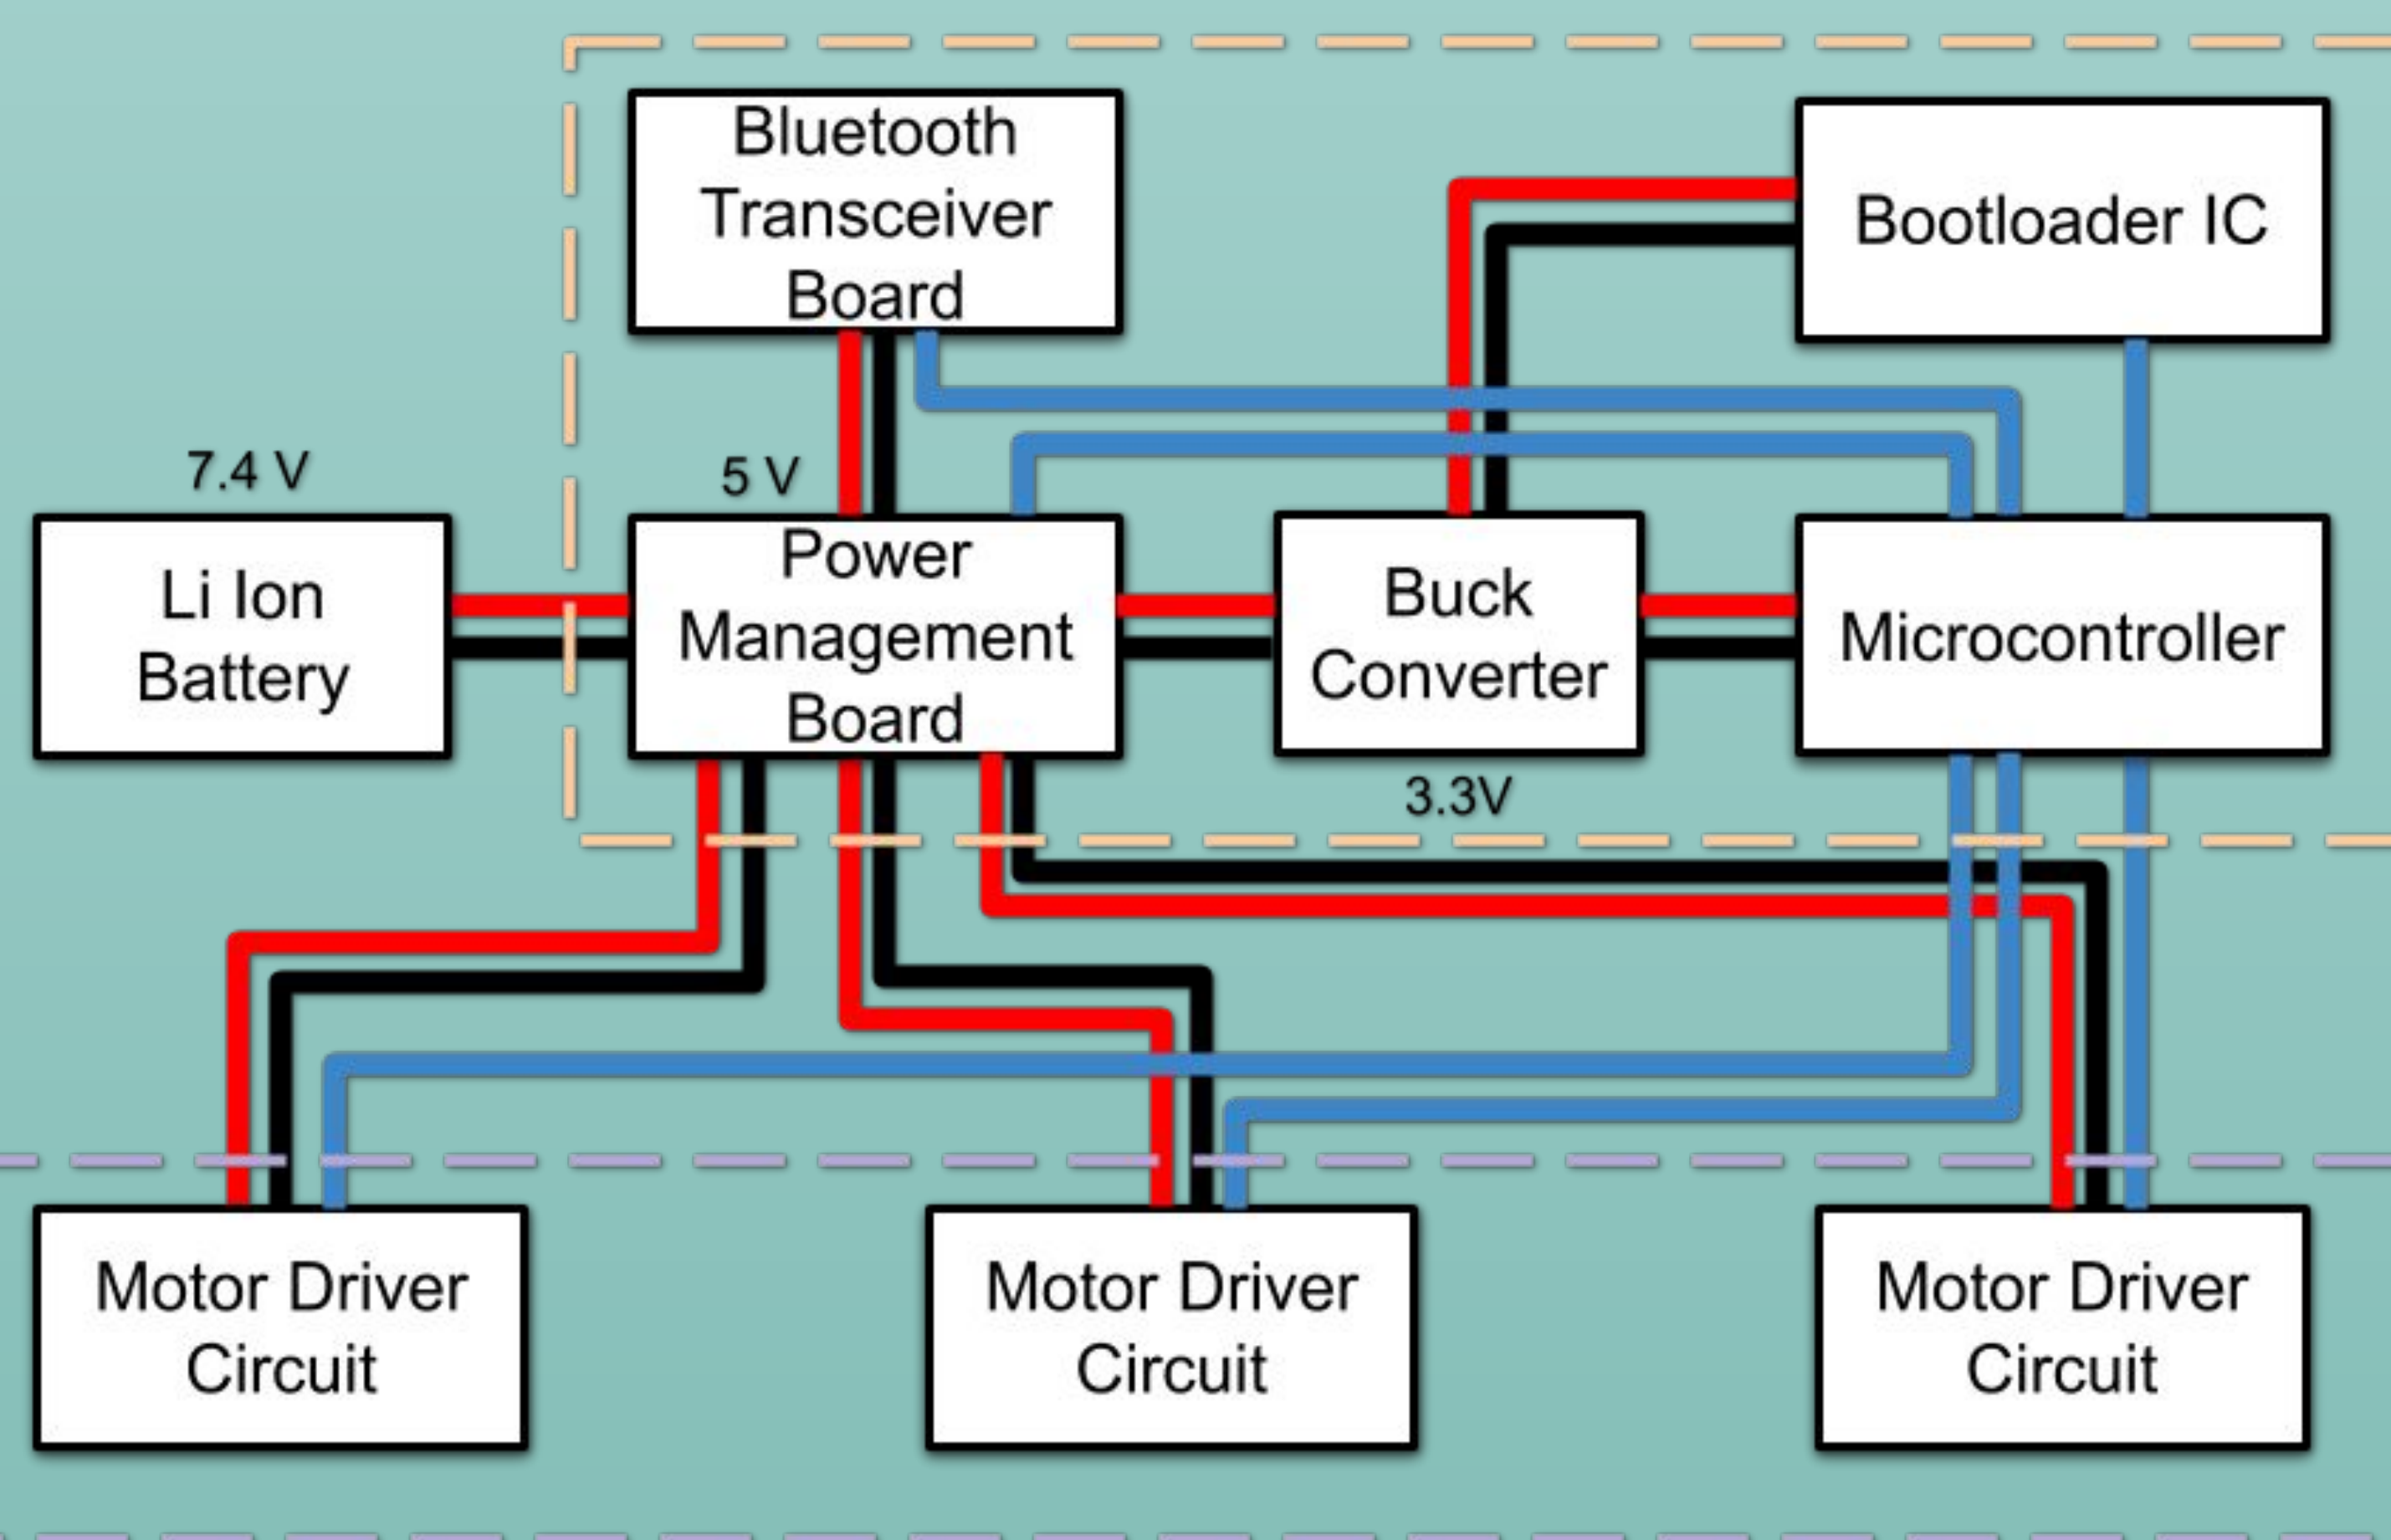 Bluetooth
Transceiver
Board
Bootloader IC
7.4 V
5 V
Li Ion
Battery
Power
Management
Board
Buck
Converter
Microcontroller
3.3V
Motor Driver
Circuit
Motor Driver
Circuit
Motor Driver
Circuit